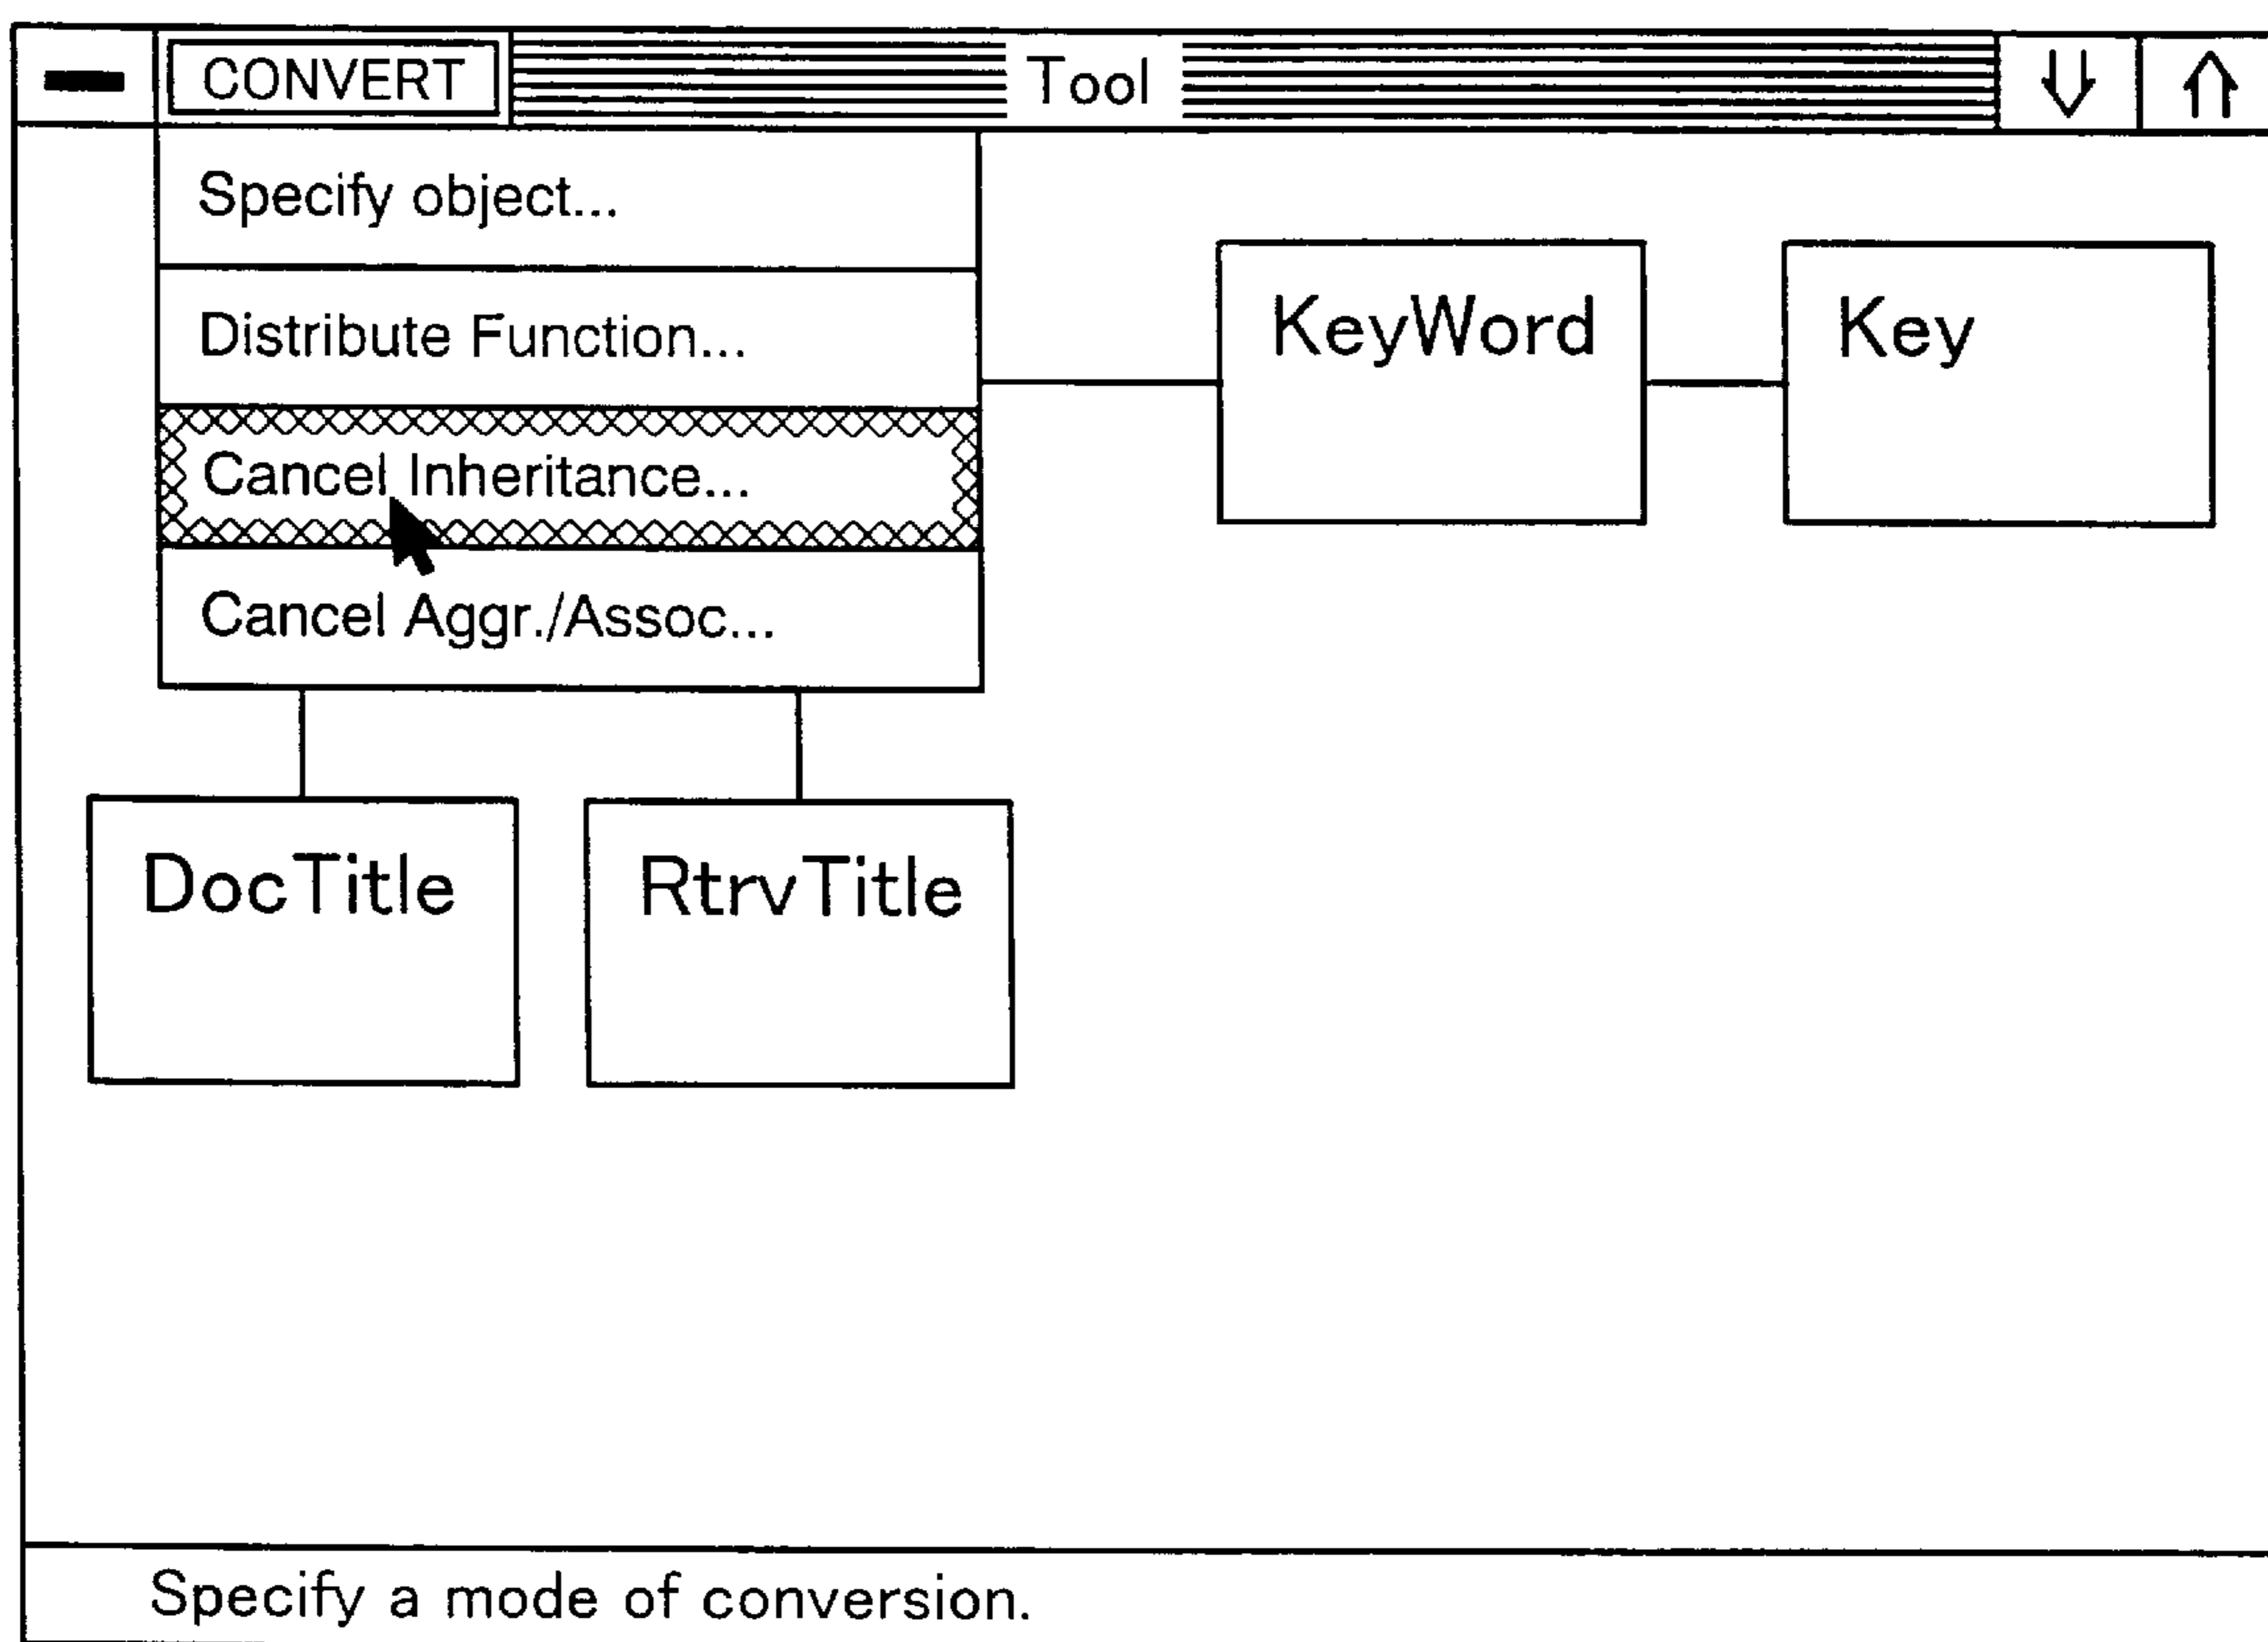 CONVERT Tool
Specify object...
Distribute Function...
Cancel Inheritance...
Cancel Aggr./Assoc...
KeyWord Key
DocTitle RtrvTitle
Specify a mode of conversion.